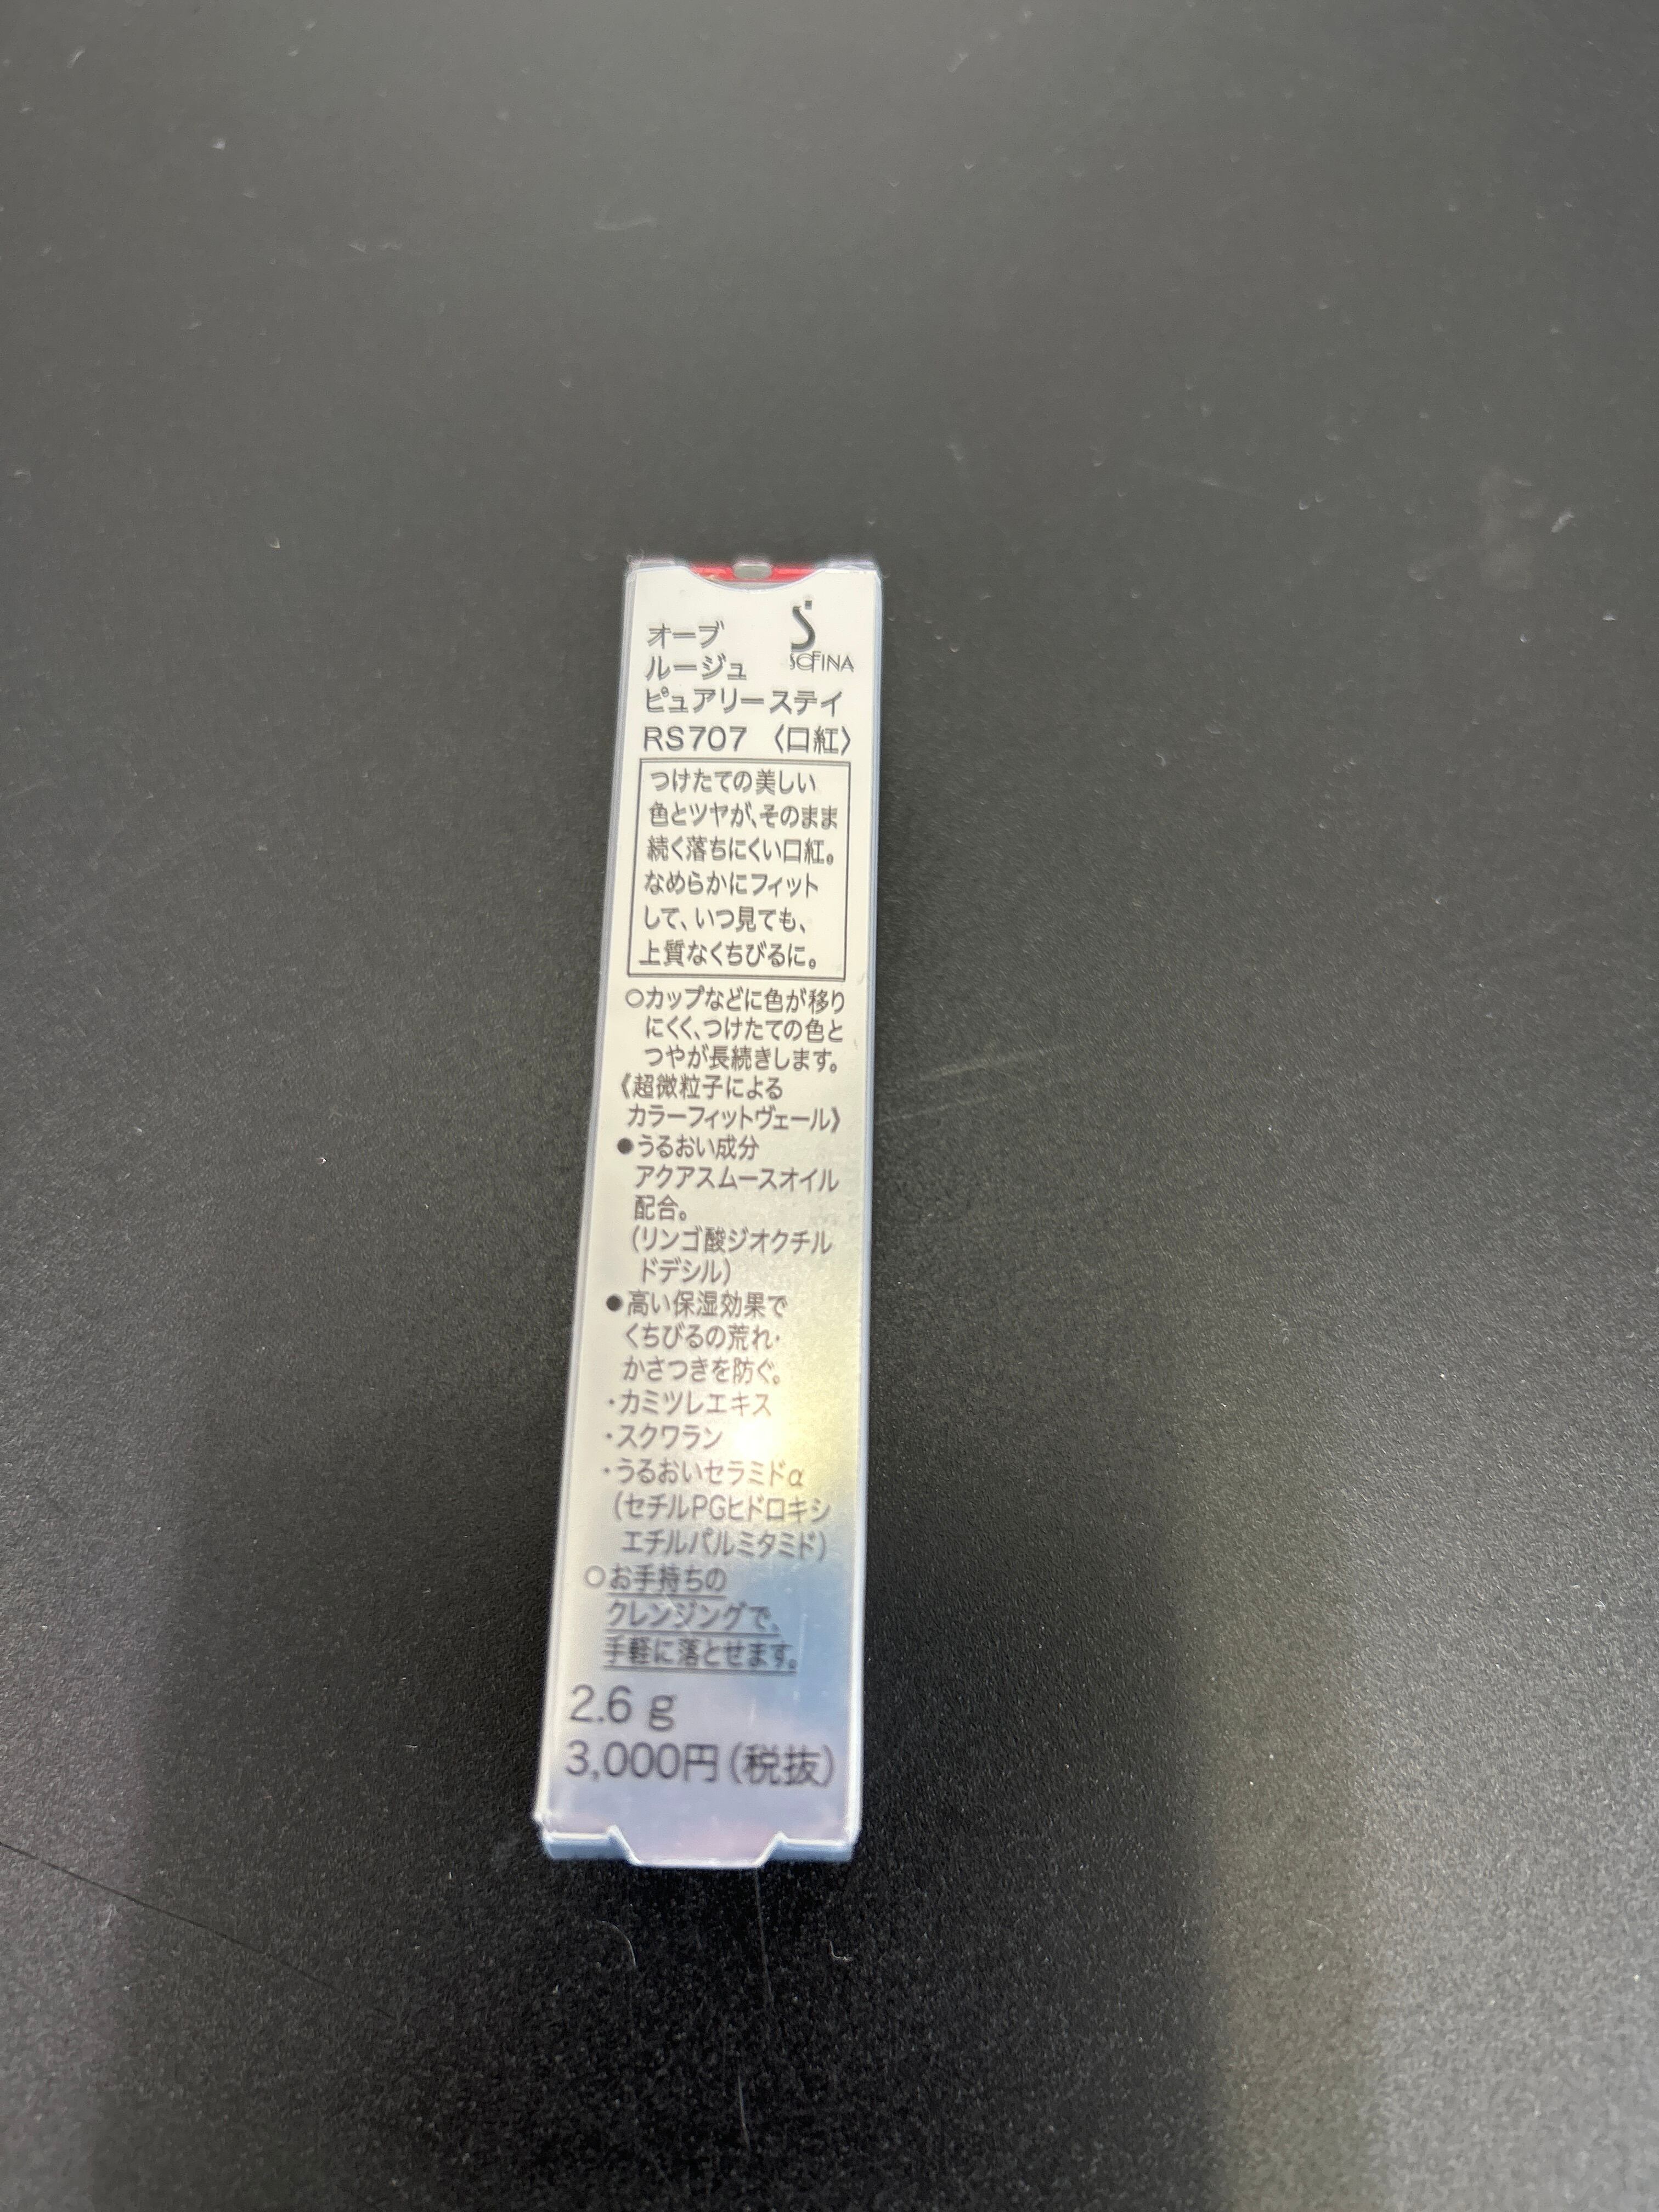 オーブ
SOFINA
ルージュ
ピュアリーステイ
RS707 〈口紅〉
つけたての美しい
色とツヤが、そのまま
続く落ちにくい口紅。
なめらかにフィット
して、いつ見ても、
上質なくちびるに。
○カップなどに色が移り
にくく、つけたての色と
つやが長続きします。
《超微粒子による
カラーフィットヴェール》
●うるおい成分
アクアスムースオイル
配合。
(リンゴ酸ジオクチル
ドデシル)
●高い保湿効果で
くちびるの荒れ・
かさつきを防ぐ。
・カミツレエキス
・スクワラン
・うるおいセラミドα
(セチルPGヒドロキシ
エチルパルミタミド)
○お手持ちの
クレンジングで、
手軽に落とせます。
2.6 g
3,000円(税抜)